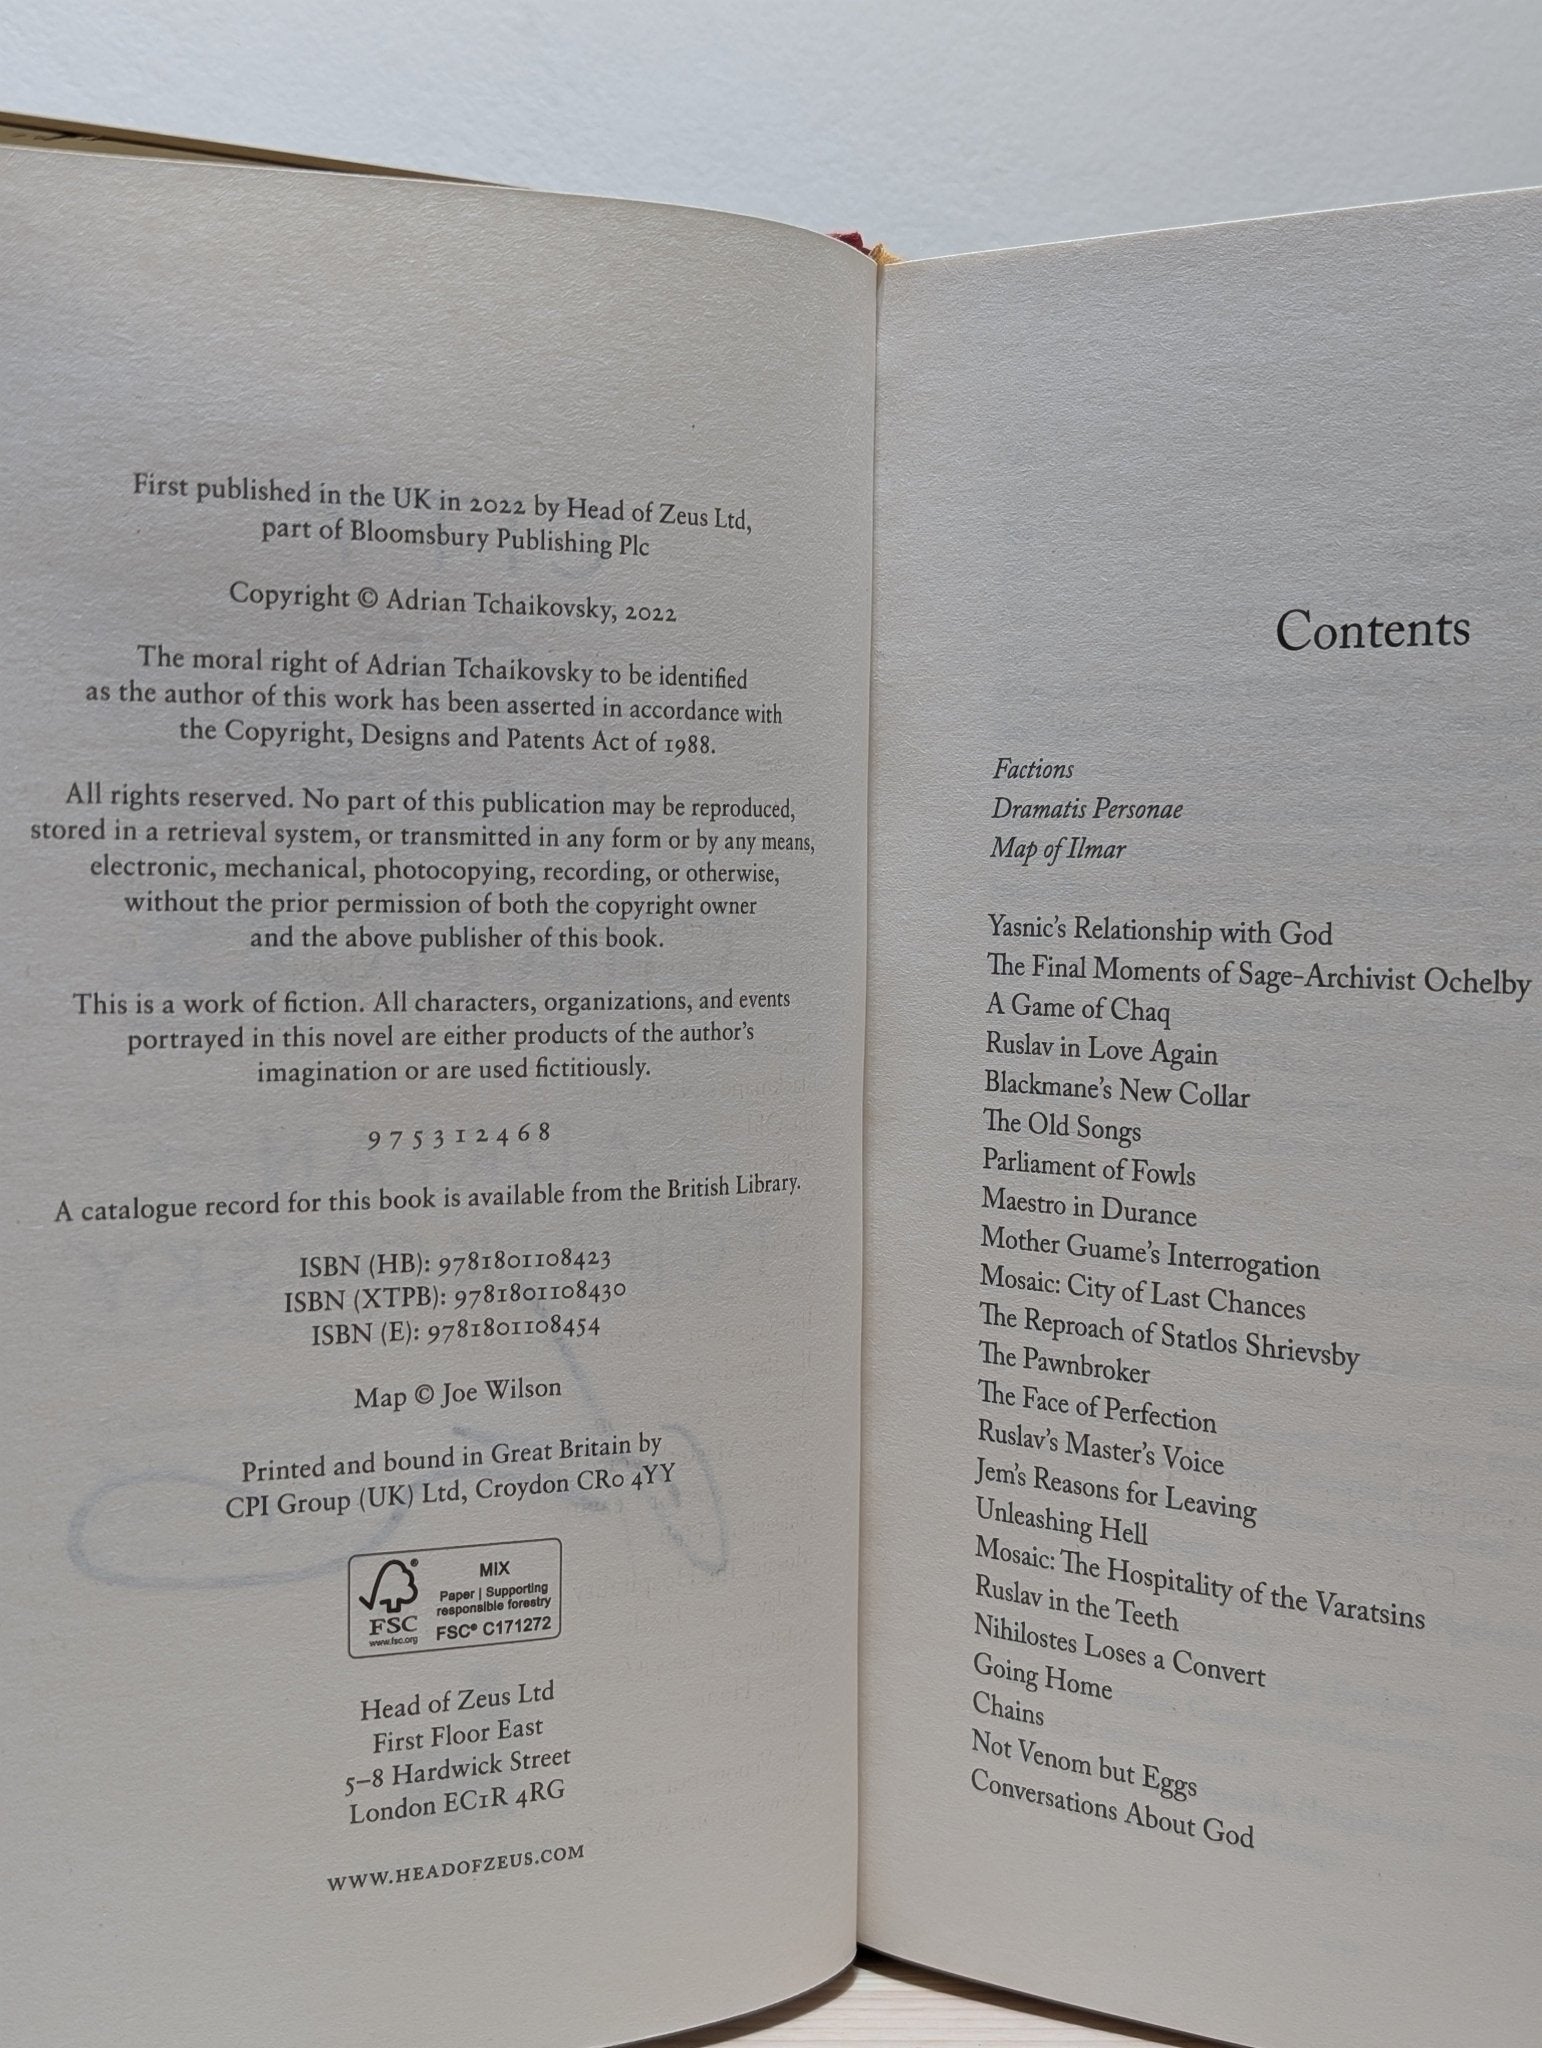 First published in the UK in 2022 by Head of Zeus Ltd,
part of Bloomsbury Publishing Plc
Copyright © Adrian Tchaikovsky, 2022
The moral right of Adrian Tchaikovsky to be identified
as the author of this work has been asserted in accordance with
the Copyright, Designs and Patents Act of 1988.
All rights reserved. No part of this publication may be reproduced,
stored in a retrieval system, or transmitted in any form or by any means,
electronic, mechanical, photocopying, recording, or otherwise,
without the prior permission of both the copyright owner
and the above publisher of this book.
This is a work of fiction. All characters, organizations, and events
portrayed in this novel are either products of the author's
imagination or are used fictitiously.
9 7 5 3 1 2 4 6 8
A catalogue record for this book is available from the British Library.
ISBN (HB): 9781801108423
ISBN (XTPB): 9781801108430
ISBN (E): 9781801108454
Map © Joe Wilson
Printed and bound in Great Britain by
CPI Group (UK) Ltd, Croydon CR0 4YY
FSC
www.fsc.org
MIX
Paper | Supporting
responsible forestry
FSC® C171272
Head of Zeus Ltd
First Floor East
5–8 Hardwick Street
London EC1R 4RG
WWW.HEADOFZEUS.COM
Contents
Factions
Dramatis Personae
Map of Ilmar
Yasnic's Relationship with God
The Final Moments of Sage-Archivist Ochelby
A Game of Chaq
Ruslav in Love Again
Blackmane's New Collar
The Old Songs
Parliament of Fowls
Maestro in Durance
Mother Guame's Interrogation
Mosaic: City of Last Chances
The Reproach of Statlos Shrievsby
The Pawnbroker
The Face of Perfection
Ruslav's Master's Voice
Jem's Reasons for Leaving
Unleashing Hell
Mosaic: The Hospitality of the Varatsins
Ruslav in the Teeth
Nihilostes Loses a Convert
Going Home
Chains
Not Venom but Eggs
Conversations About God